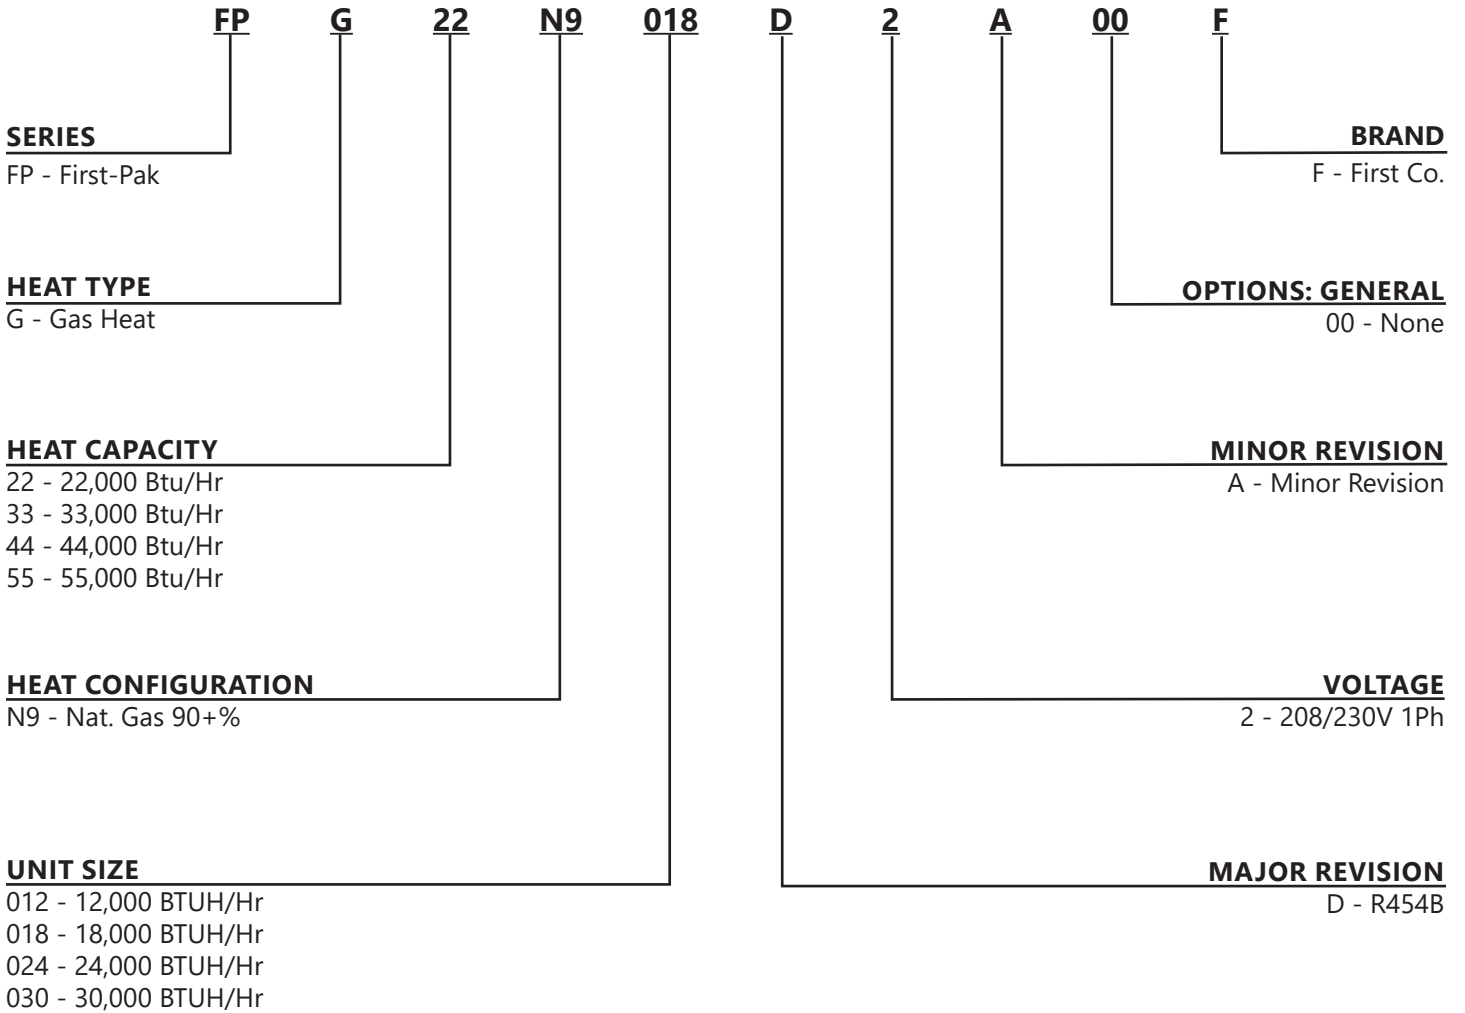 FP G 22 N9 018 D 2 A 00 F
SERIES
FP - First-Pak
HEAT TYPE
G - Gas Heat
HEAT CAPACITY
22 - 22,000 Btu/Hr
33 - 33,000 Btu/Hr
44 - 44,000 Btu/Hr
55 - 55,000 Btu/Hr
HEAT CONFIGURATION
N9 - Nat. Gas 90+%
UNIT SIZE
012 - 12,000 BTUH/Hr
018 - 18,000 BTUH/Hr
024 - 24,000 BTUH/Hr
030 - 30,000 BTUH/Hr
BRAND
F - First Co.
OPTIONS: GENERAL
00 - None
MINOR REVISION
A - Minor Revision
VOLTAGE
2 - 208/230V 1Ph
MAJOR REVISION
D - R454B